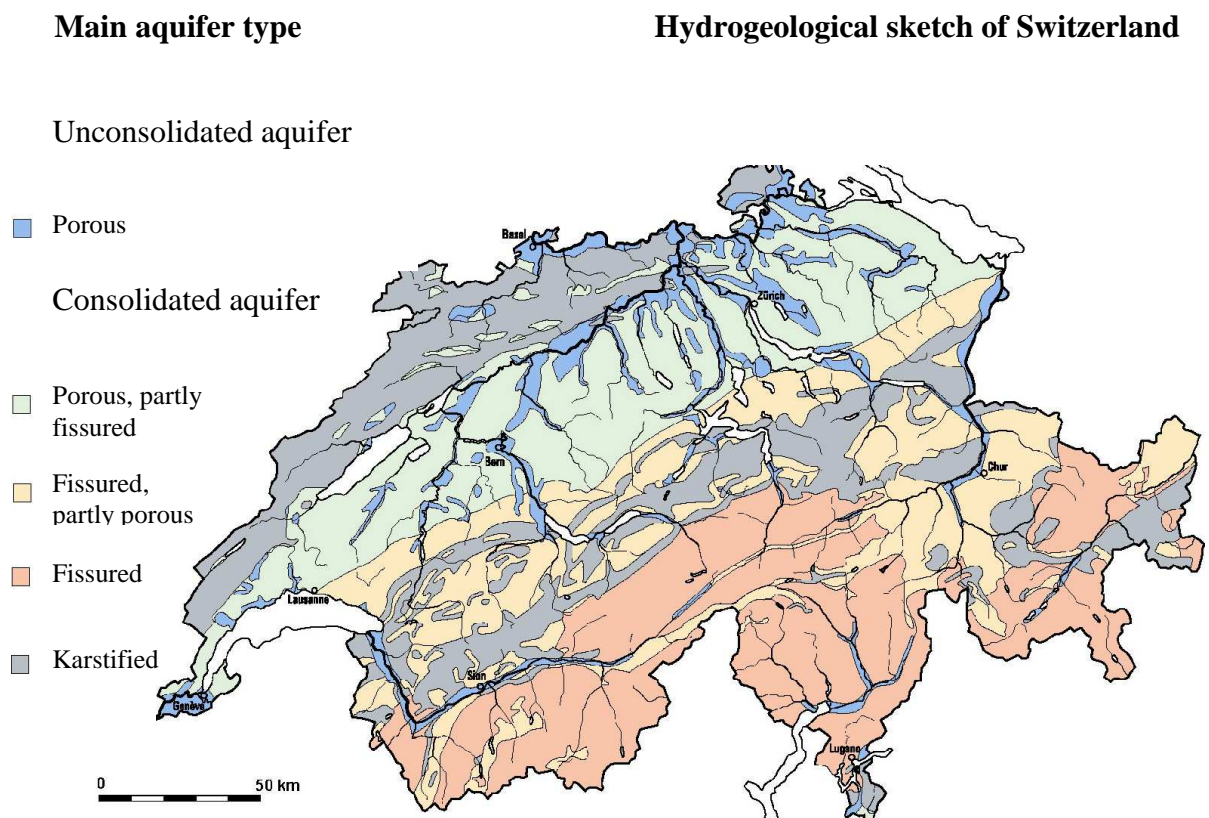 Main aquifer type
Hydrogeological sketch of Switzerland
Unconsolidated aquifer
Porous
Consolidated aquifer
Porous, partly
fissured
Fissured,
partly porous
Fissured
Karstified
Basel
Zürich
Bern
Chur
Lausanne
Sion
Genève
Lugano
0 50 km